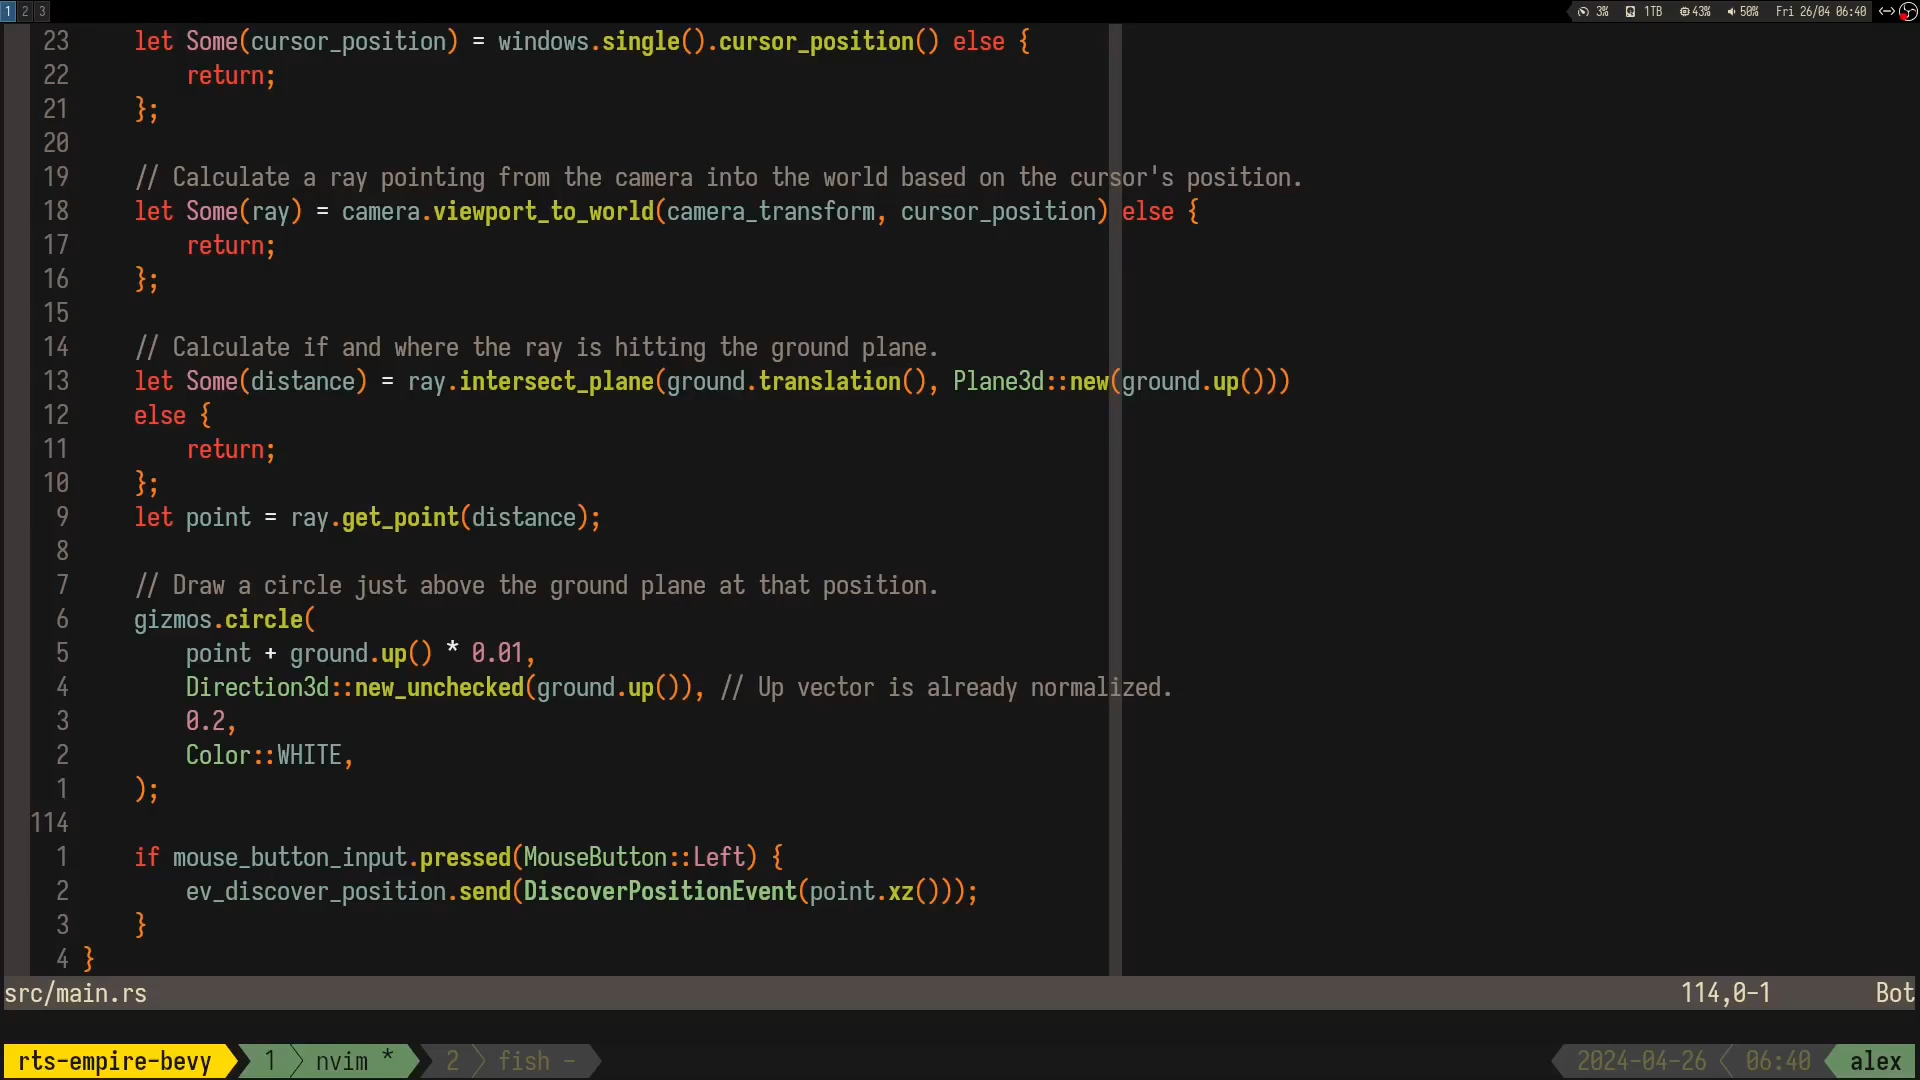 1 2 3 3% 1TB 43% 50% Fri 26/04 06:40
23 let Some(cursor_position) = windows.single().cursor_position() else {
22 return;
21 };
20
19 // Calculate a ray pointing from the camera into the world based on the cursor's position.
18 let Some(ray) = camera.viewport_to_world(camera_transform, cursor_position) else {
17 return;
16 };
15
14 // Calculate if and where the ray is hitting the ground plane.
13 let Some(distance) = ray.intersect_plane(ground.translation(), Plane3d::new(ground.up()))
12 else {
11 return;
10 };
9 let point = ray.get_point(distance);
8
7 // Draw a circle just above the ground plane at that position.
6 gizmos.circle(
5 point + ground.up() * 0.01,
4 Direction3d::new_unchecked(ground.up()), // Up vector is already normalized.
3 0.2,
2 Color::WHITE,
1 );
114
1 if mouse_button_input.pressed(MouseButton::Left) {
2 ev_discover_position.send(DiscoverPositionEvent(point.xz()));
3 }
4 }
src/main.rs 114,0-1 Bot
rts-empire-bevy 1 nvim * 2 fish - 2024-04-26 06:40 alex